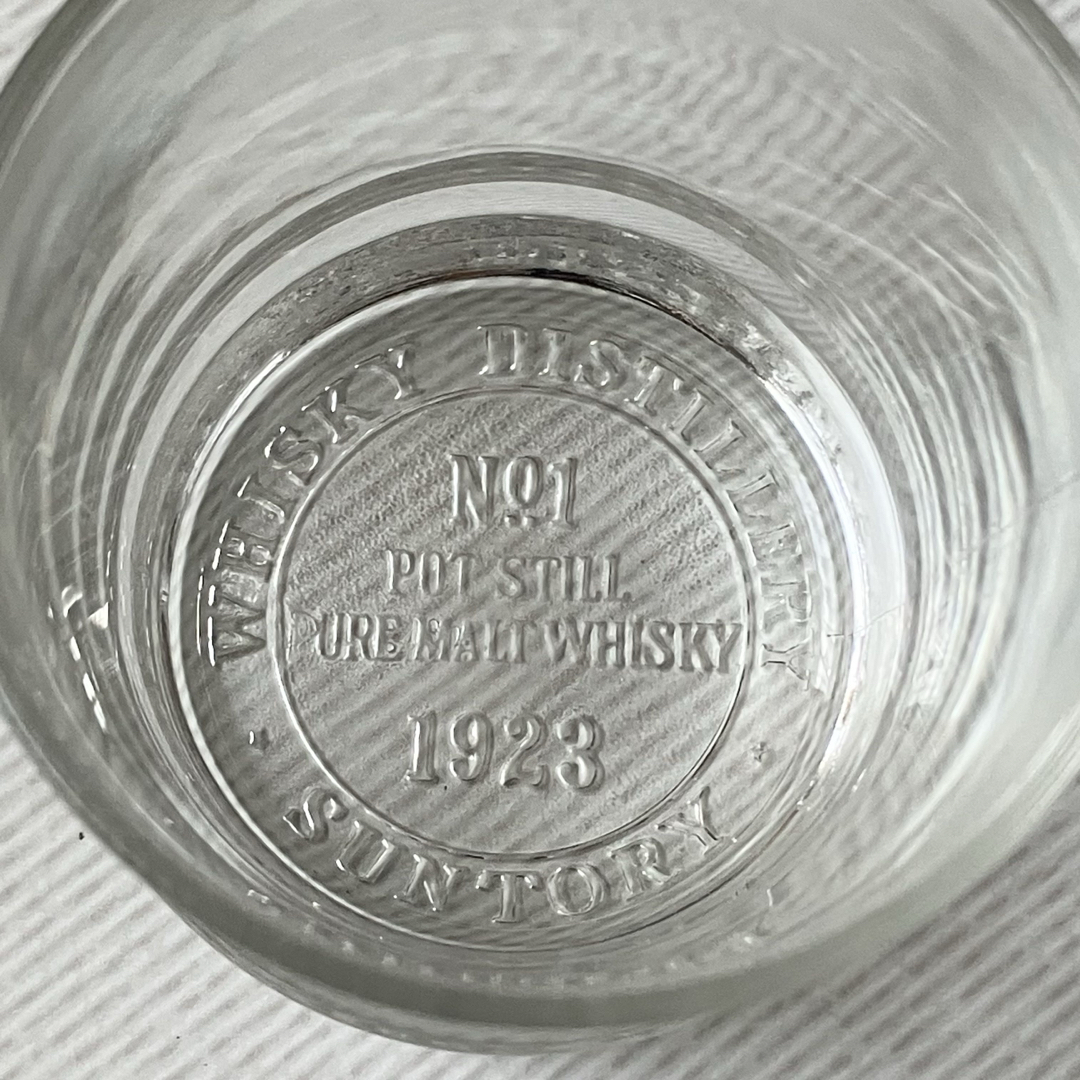 WHISKY DISTILLERY
No1
POT STILL
PURE MALT WHISKY
1923
SUNTORY